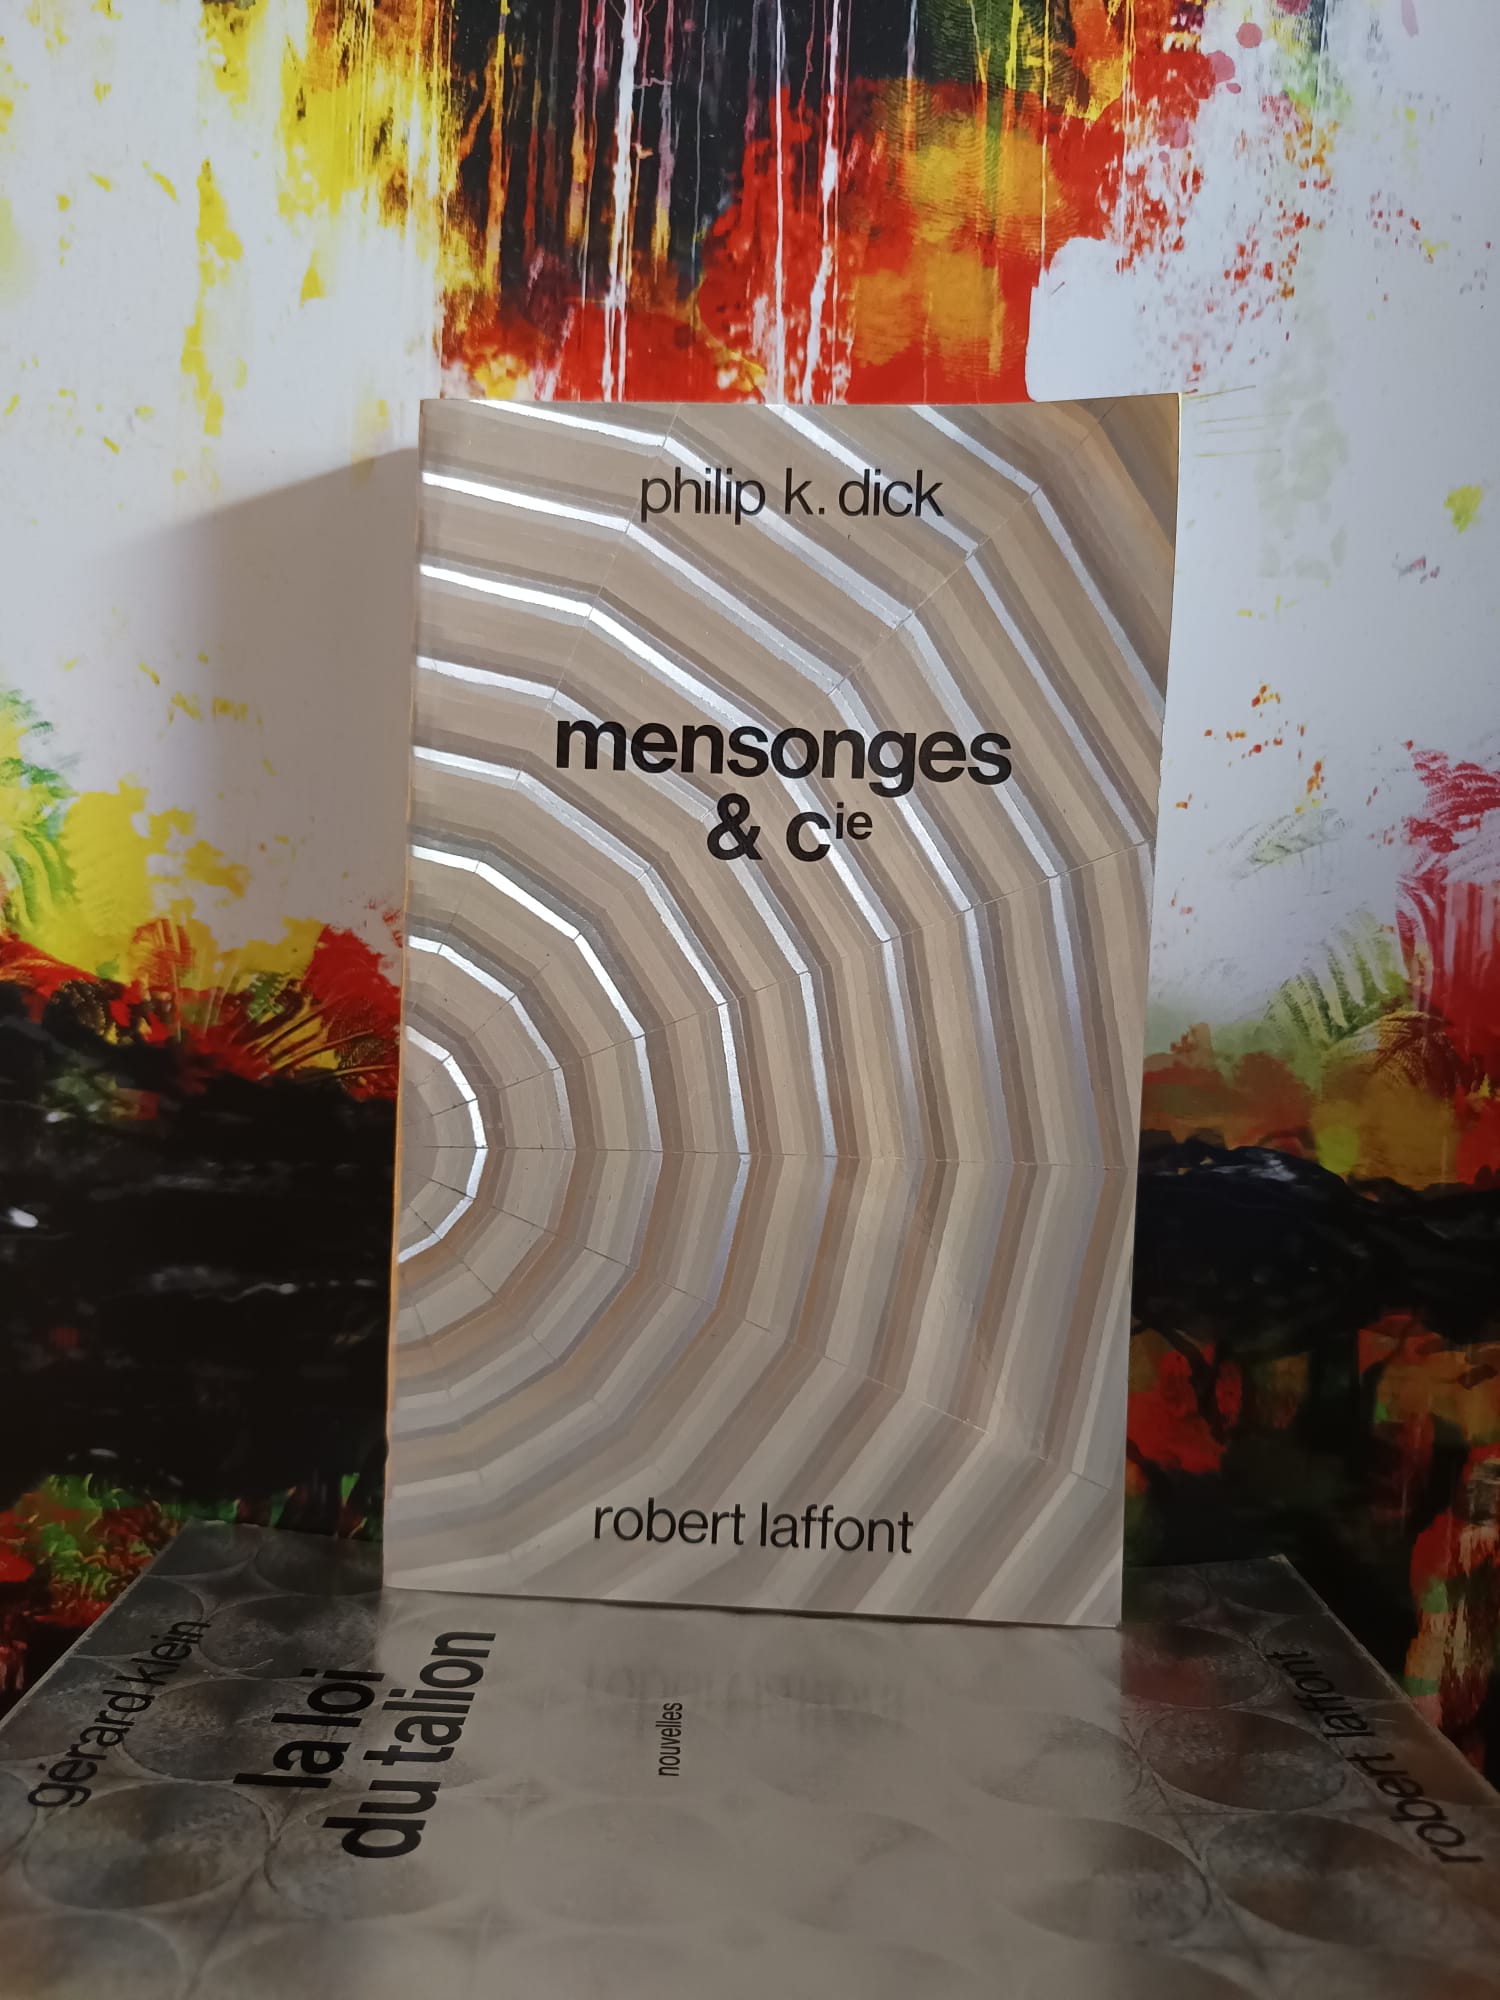 philip k. dick
mensonges
& cie
robert laffont
gérard klein
la loi
du talion
nouvelles
robert laffont